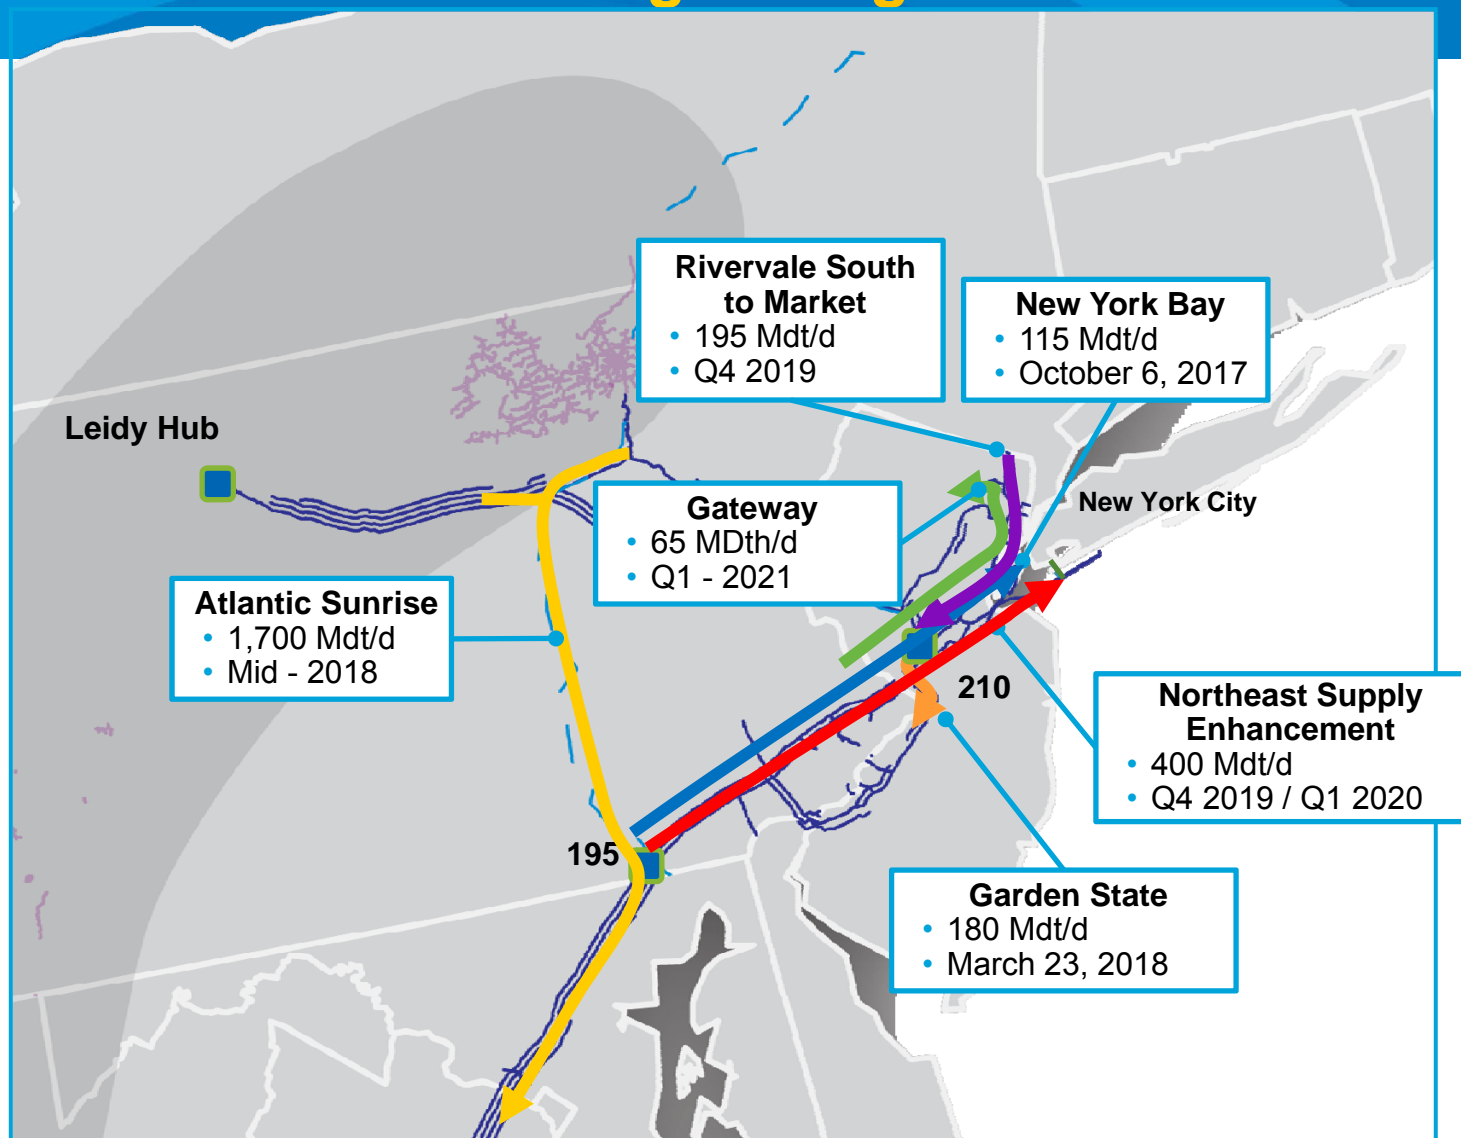 Rivervale South
to Market
• 195 Mdt/d
• Q4 2019
New York Bay
• 115 Mdt/d
• October 6, 2017
Leidy Hub
Gateway
• 65 MDth/d
• Q1 - 2021
New York City
Atlantic Sunrise
• 1,700 Mdt/d
• Mid - 2018
210
Northeast Supply
Enhancement
• 400 Mdt/d
• Q4 2019 / Q1 2020
195
Garden State
• 180 Mdt/d
• March 23, 2018